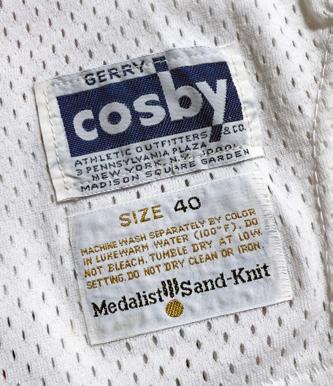 GERRY
cosby
ATHLETIC OUTFITTERS & CO.
3 PENNSYLVANIA PLAZA
NEW YORK, N.Y. 10001
MADISON SQUARE GARDEN
SIZE 40
MACHINE WASH SEPARATELY BY COLOR
IN LUKEWARM WATER (100°F). DO
NOT BLEACH. TUMBLE DRY AT LOW
SETTING. DO NOT DRY CLEAN OR IRON.
Medalist Sand-Knit